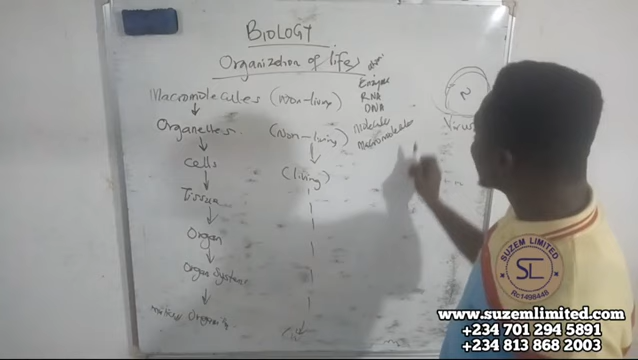 BIOLOGY
Organization of life
Enzyme
Macromolecules (non-living)
RNA
DNA
Organelles (non-living)
macromolecules
Virus
Cells (living)
Tissue
Organ
Organ System
SUZEM LIMITED
SL
Rc1498448
www.suzemlimited.com
+234 701 294 5891
+234 813 868 2003